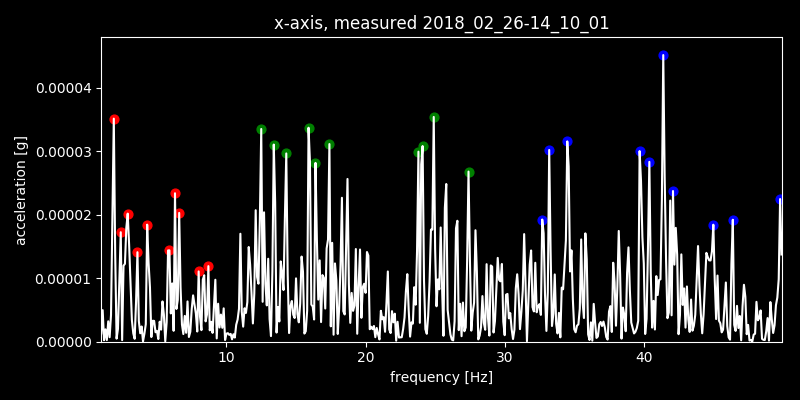 x-axis, measured 2018_02_26-14_10_01
acceleration [g]
0.00004
0.00003
0.00002
0.00001
0.00000
10 20 30 40
frequency [Hz]